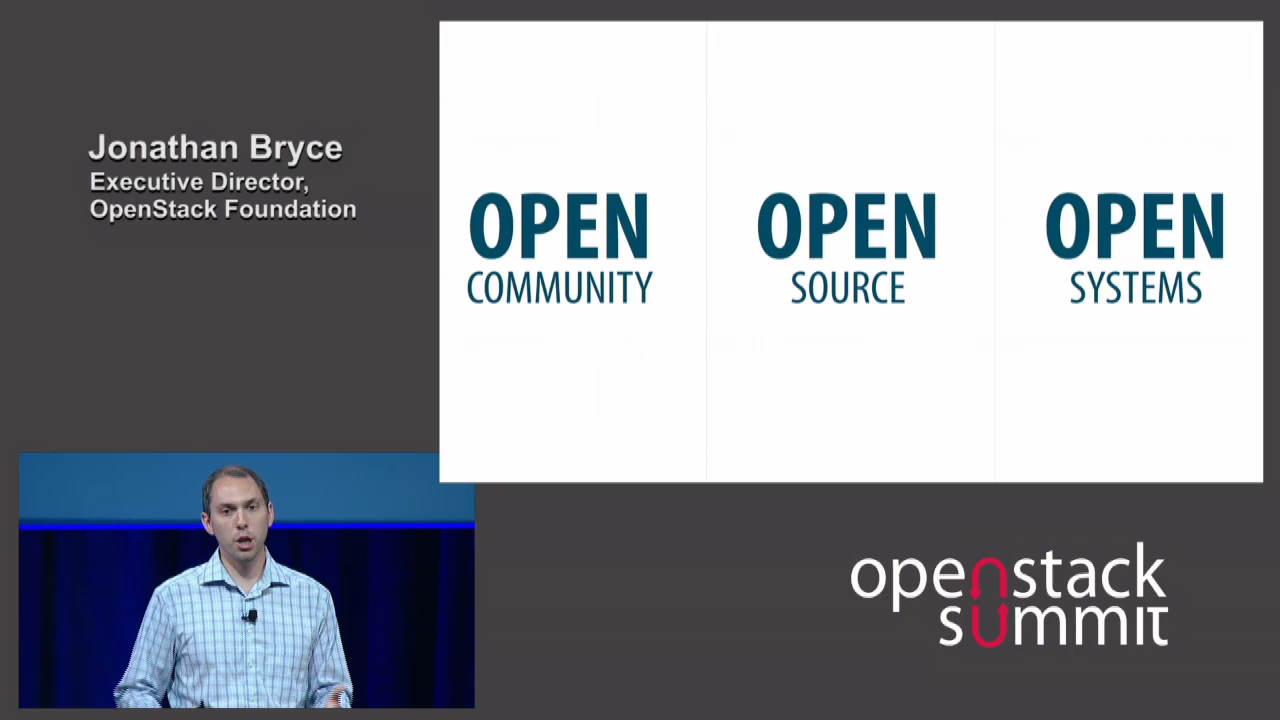 Jonathan Bryce
Executive Director,
OpenStack Foundation
OPEN
COMMUNITY
OPEN
SOURCE
OPEN
SYSTEMS
openstack
summit